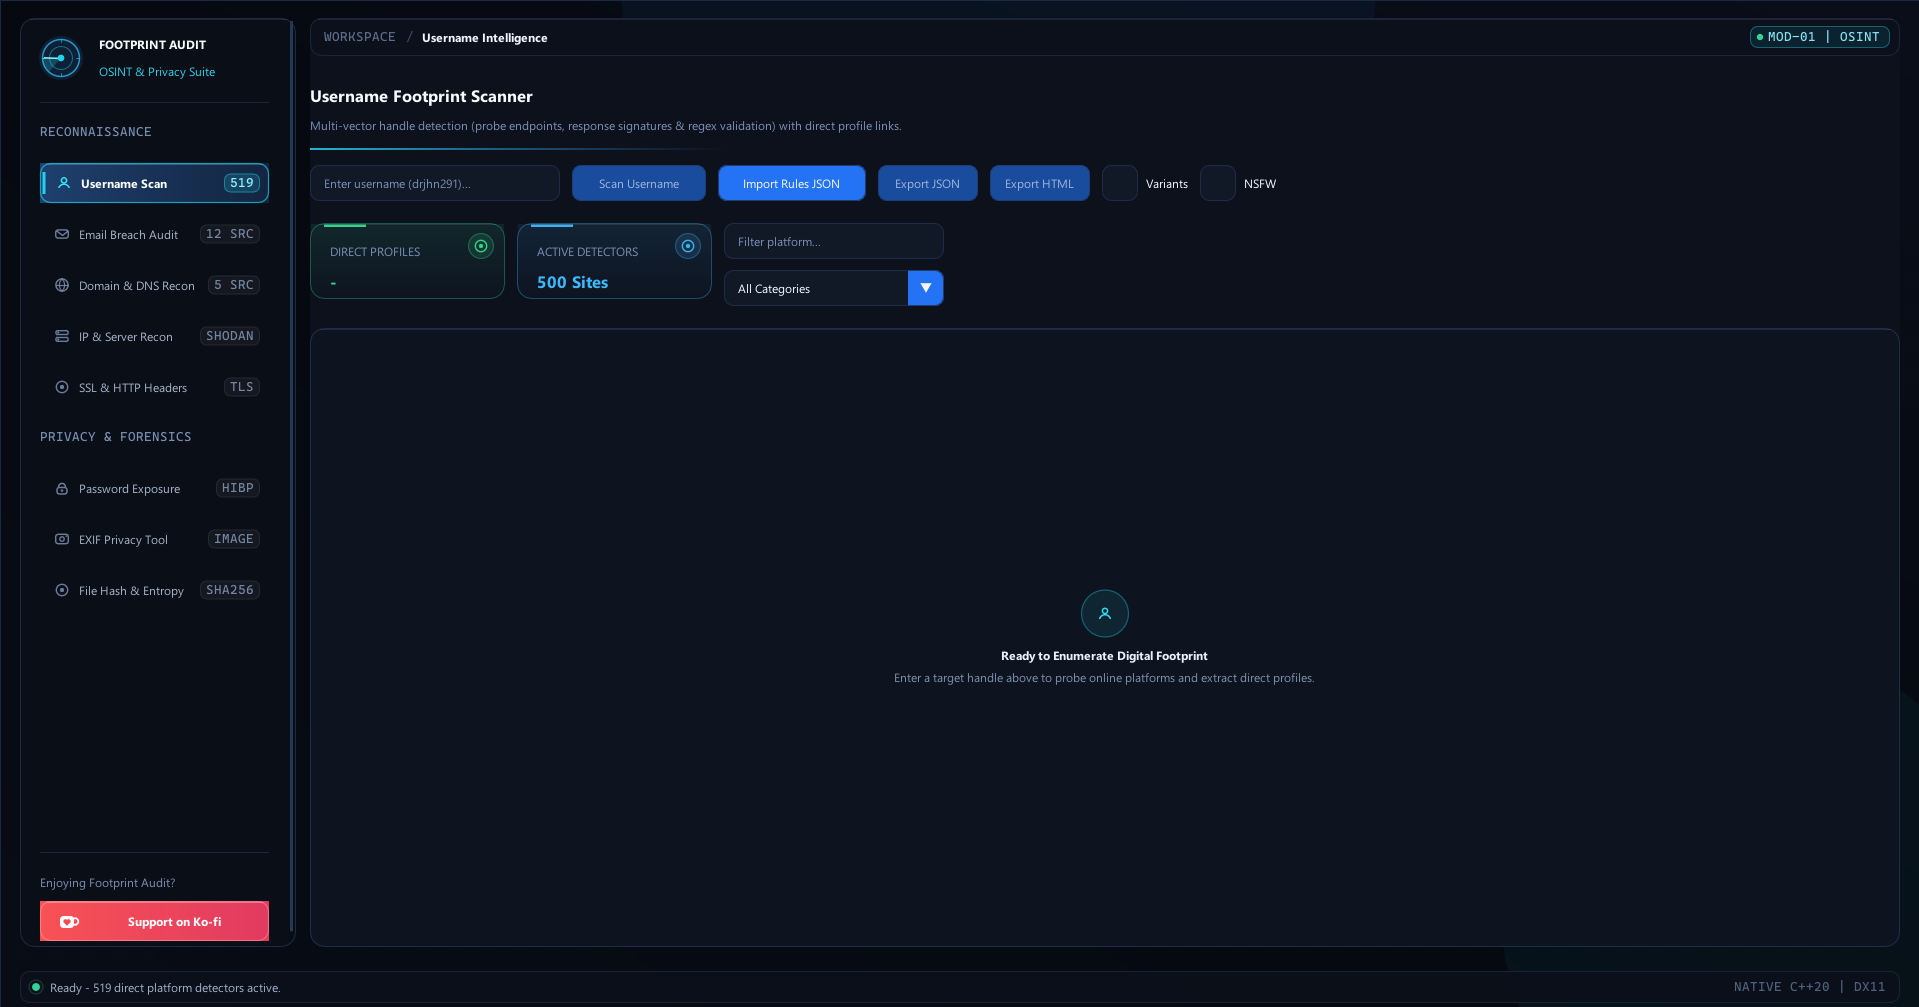 FOOTPRINT AUDIT
OSINT & Privacy Suite
RECONNAISSANCE
Username Scan 519
Email Breach Audit 12 SRC
Domain & DNS Recon 5 SRC
IP & Server Recon SHODAN
SSL & HTTP Headers TLS
PRIVACY & FORENSICS
Password Exposure HIBP
EXIF Privacy Tool IMAGE
File Hash & Entropy SHA256
Enjoying Footprint Audit?
Support on Ko-fi
WORKSPACE / Username Intelligence MOD-01 | OSINT
Username Footprint Scanner
Multi-vector handle detection (probe endpoints, response signatures & regex validation) with direct profile links.
Enter username (drjhn291)... Scan Username Import Rules JSON Export JSON Export HTML Variants NSFW
DIRECT PROFILES
-
ACTIVE DETECTORS
500 Sites
Filter platform...
All Categories
Ready to Enumerate Digital Footprint
Enter a target handle above to probe online platforms and extract direct profiles.
Ready - 519 direct platform detectors active. NATIVE C++20 | DX11